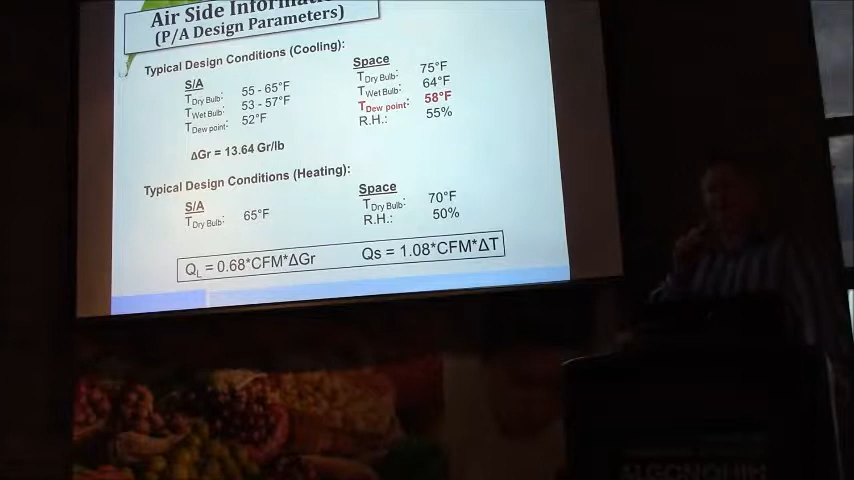 Air Side
(P/A Design Parameters)
Typical Design Conditions (Cooling):
S/A
T Dry Bulb: 55 - 65°F
T Wet Bulb: 53 - 57°F
T Dew point: 52°F
ΔGr = 13.64 Gr/lb
Space
T Dry Bulb: 75°F
T Wet Bulb: 64°F
T Dew point: 58°F
R.H.: 55%
Typical Design Conditions (Heating):
S/A
T Dry Bulb: 65°F
Space
T Dry Bulb: 70°F
R.H.: 50%
QL = 0.68*CFM*ΔGr
Qs = 1.08*CFM*ΔT
ALGONQUIN